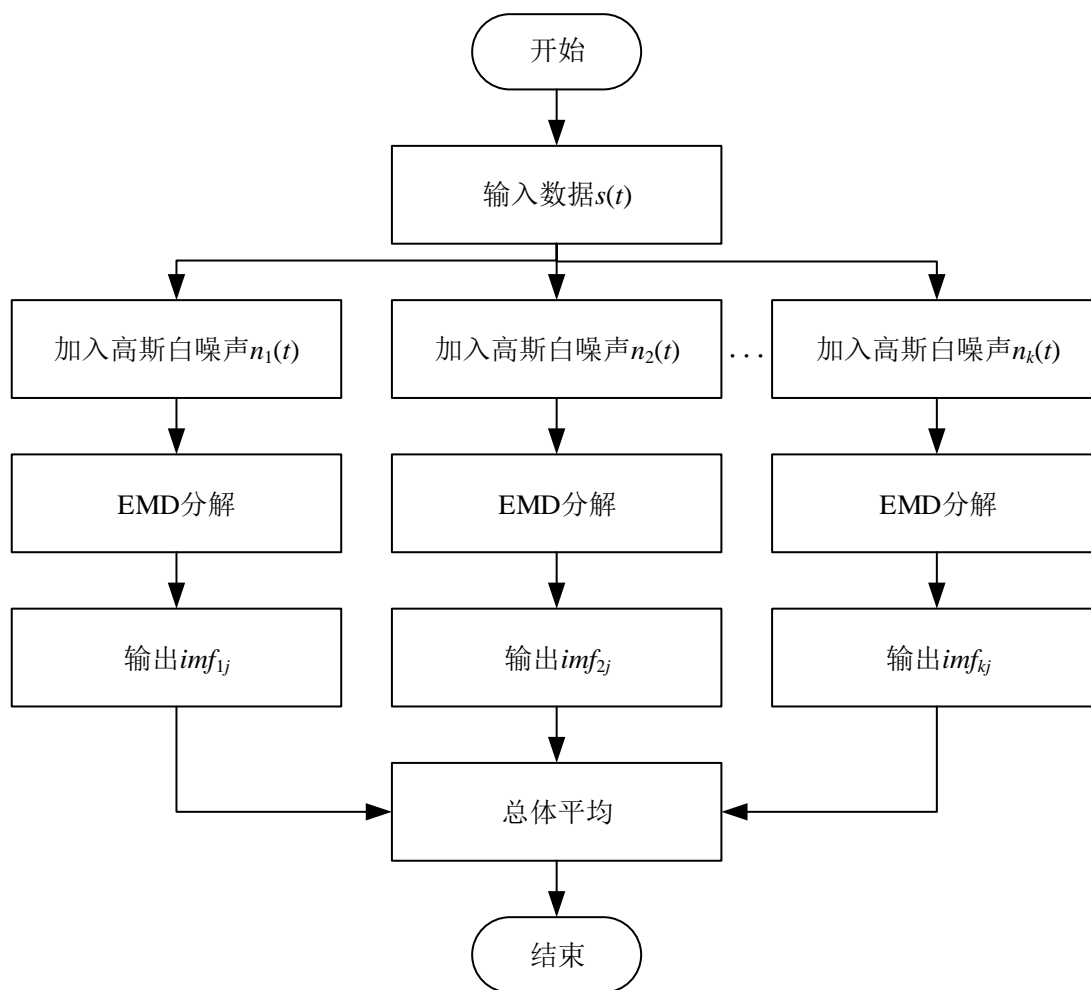 开始
输入数据s(t)
加入高斯白噪声n₁(t)
加入高斯白噪声n₂(t)
...
加入高斯白噪声nₖ(t)
EMD分解
EMD分解
EMD分解
输出imf₁ⱼ
输出imf₂ⱼ
输出imfₖⱼ
总体平均
结束